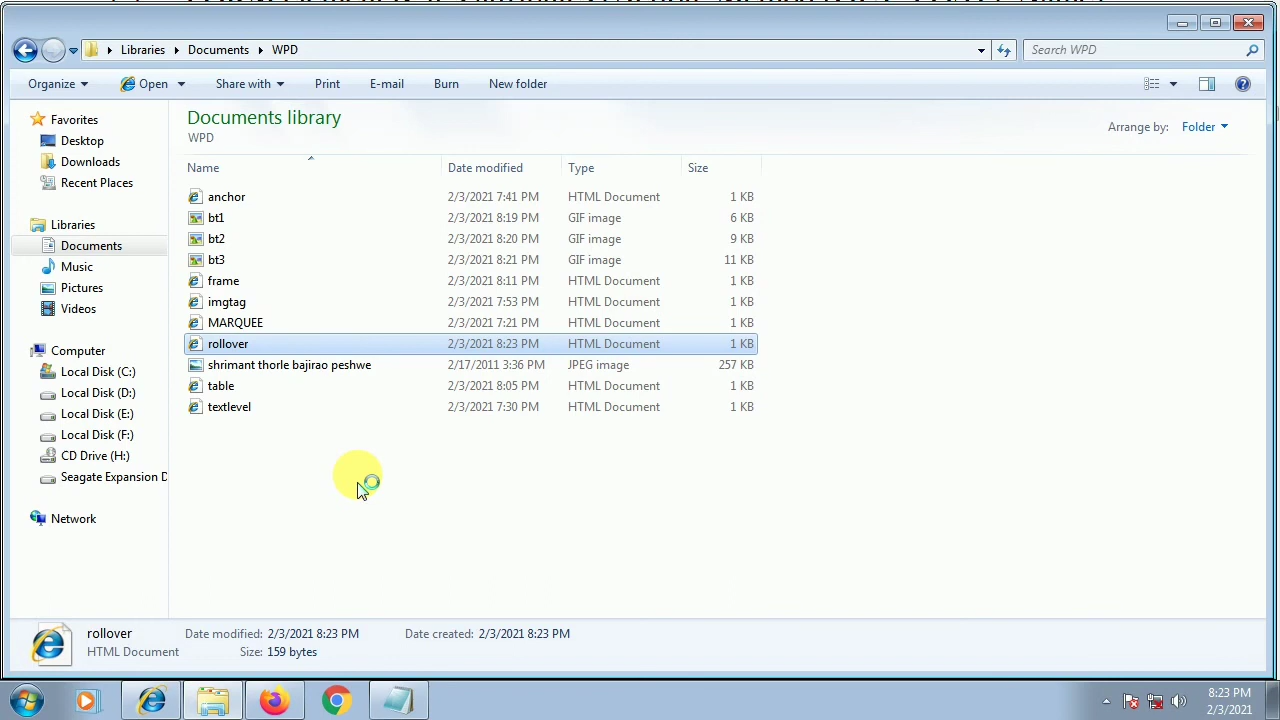 Libraries Documents WPD Search WPD
Organize Open Share with Print E-mail Burn New folder
Favorites
Desktop
Downloads
Recent Places
Libraries
Documents
Music
Pictures
Videos
Computer
Local Disk (C:)
Local Disk (D:)
Local Disk (E:)
Local Disk (F:)
CD Drive (H:)
Seagate Expansion D
Network
Documents library
WPD
Arrange by: Folder
Name Date modified Type Size
anchor 2/3/2021 7:41 PM HTML Document 1 KB
bt1 2/3/2021 8:19 PM GIF image 6 KB
bt2 2/3/2021 8:20 PM GIF image 9 KB
bt3 2/3/2021 8:21 PM GIF image 11 KB
frame 2/3/2021 8:11 PM HTML Document 1 KB
imgtag 2/3/2021 7:53 PM HTML Document 1 KB
MARQUEE 2/3/2021 7:21 PM HTML Document 1 KB
rollover 2/3/2021 8:23 PM HTML Document 1 KB
shrimant thorle bajirao peshwe 2/17/2011 3:36 PM JPEG image 257 KB
table 2/3/2021 8:05 PM HTML Document 1 KB
textlevel 2/3/2021 7:30 PM HTML Document 1 KB
rollover Date modified: 2/3/2021 8:23 PM Date created: 2/3/2021 8:23 PM
HTML Document Size: 159 bytes
8:23 PM
2/3/2021